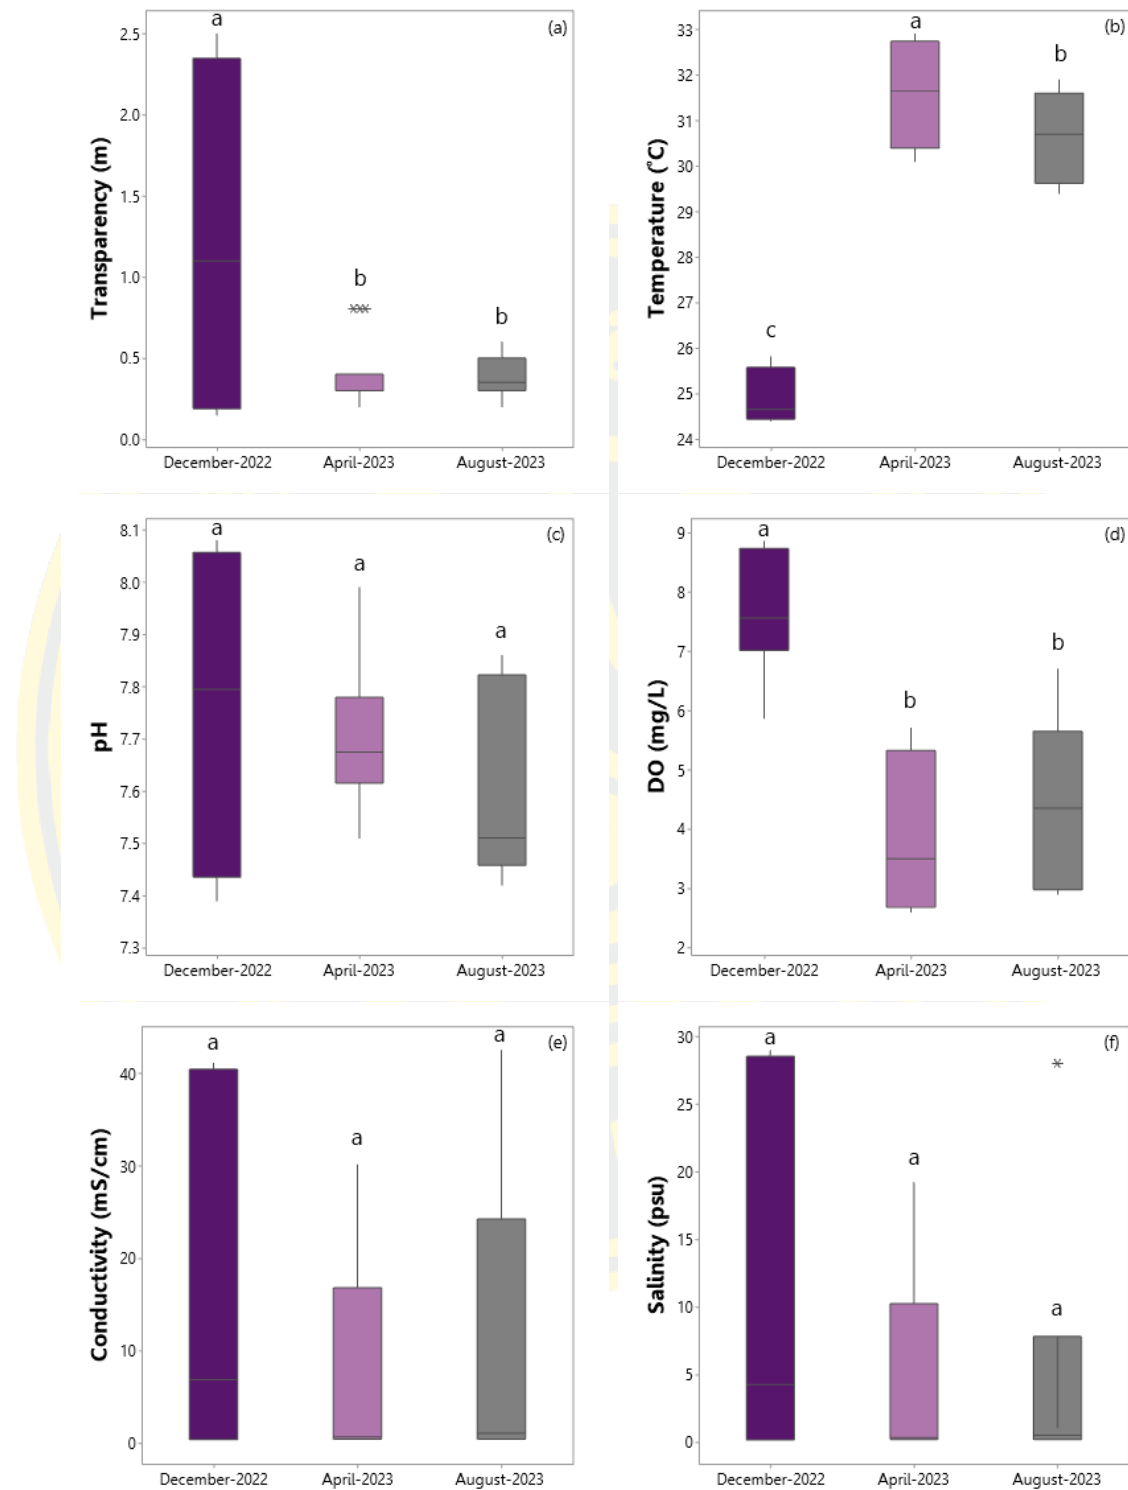 (a)
a
b
b
Transparency (m)
2.5
2.0
1.5
1.0
0.5
0.0
December-2022 April-2023 August-2023
(b)
a
b
c
Temperature (°C)
33
32
31
30
29
28
27
26
25
24
December-2022 April-2023 August-2023
(c)
a
a
a
pH
8.1
8.0
7.9
7.8
7.7
7.6
7.5
7.4
7.3
December-2022 April-2023 August-2023
(d)
a
b
b
DO (mg/L)
9
8
7
6
5
4
3
2
December-2022 April-2023 August-2023
(e)
a
a
a
Conductivity (mS/cm)
40
30
20
10
0
December-2022 April-2023 August-2023
(f)
a
a
a
Salinity (psu)
30
25
20
15
10
5
0
December-2022 April-2023 August-2023